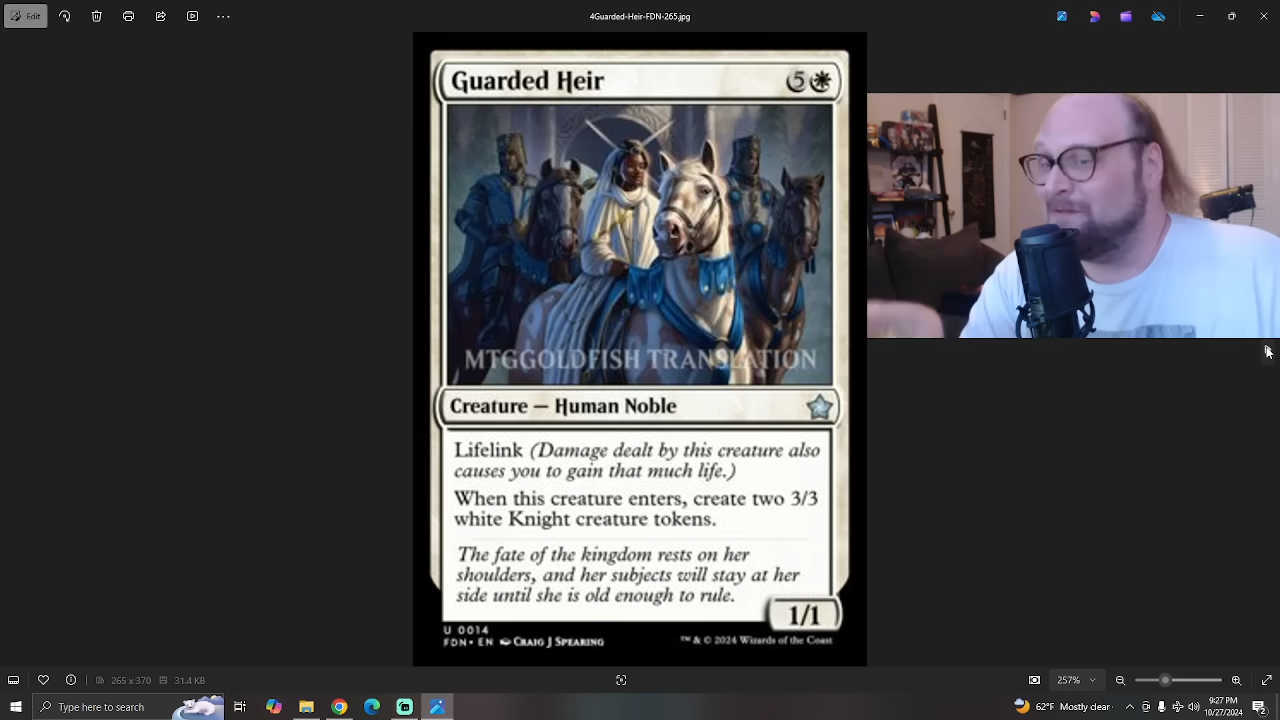 Edit
4Guarded-Heir-FDN-265.jpg
Guarded Heir
5
MTGGOLDFISH TRANSLATION
Creature — Human Noble
Lifelink (Damage dealt by this creature also
causes you to gain that much life.)
When this creature enters, create two 3/3
white Knight creature tokens.
The fate of the kingdom rests on her
shoulders, and her subjects will stay at her
side until she is old enough to rule.
1/1
U 0014
FDN • EN CRAIG J SPEARING
™ & © 2024 Wizards of the Coast
365 x 370
31.4 KB
257%
Type here to search
9:27 PM
10/27/2024